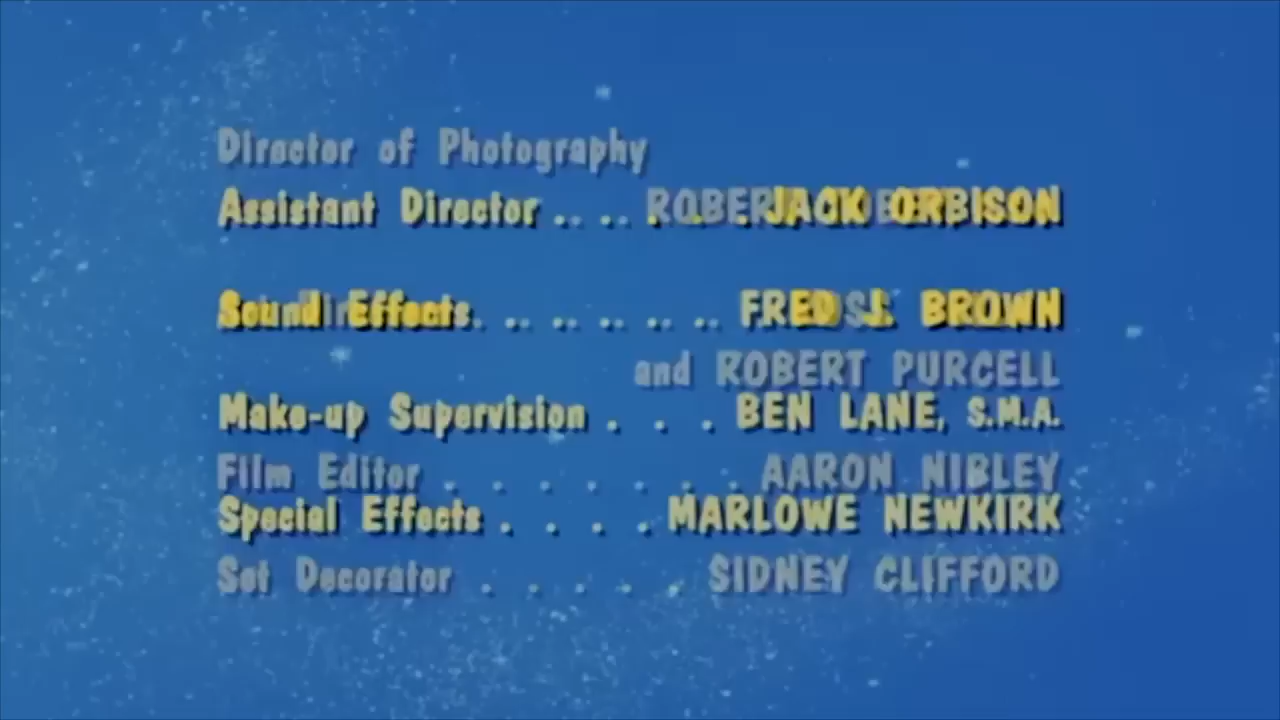 Director of Photography
ROBERT
Assistant Director .. .. . . . JACK ORBISON
Sound Effects. .. .. .. .. .. FRED J. BROWN
and ROBERT PURCELL
Make-up Supervision . . . BEN LANE, S.M.A.
Film Editor . . . . . . . AARON NIBLEY
Special Effects . . . . MARLOWE NEWKIRK
Set Decorator . . . . . SIDNEY CLIFFORD